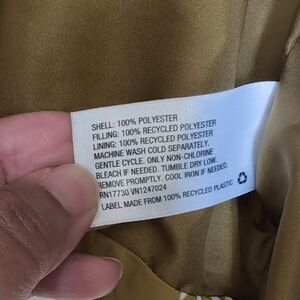 SHELL: 100% POLYESTER
FILLING: 100% RECYCLED POLYESTER
LINING: 100% RECYCLED POLYESTER
MACHINE WASH COLD SEPARATELY.
GENTLE CYCLE. ONLY NON-CHLORINE
BLEACH IF NEEDED. TUMBLE DRY LOW.
REMOVE PROMPTLY. COOL IRON IF NEEDED.
RN17730 VN1247024
LABEL MADE FROM 100% RECYCLED PLASTIC